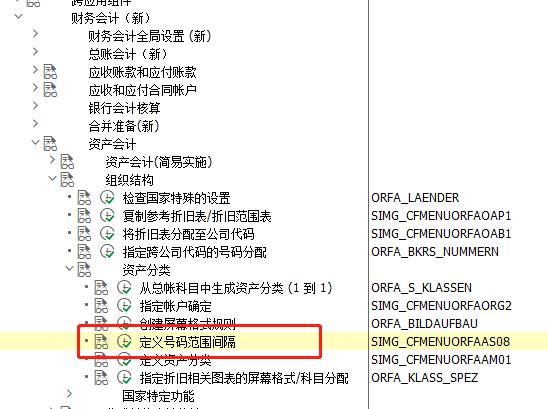 跨应用组件
财务会计（新）
财务会计全局设置 (新)
总账会计 (新)
应收账款和应付账款
应收和应付合同帐户
银行会计核算
合并准备(新)
资产会计
资产会计(简易实施)
组织结构
检查国家特殊的设置 ORFA_LAENDER
复制参考折旧表/折旧范围表 SIMG_CFMENUORFAOAP1
将折旧表分配至公司代码 SIMG_CFMENUORFAOAB1
指定跨公司代码的号码分配 ORFA_BKRS_NUMMERN
资产分类
从总帐科目中生成资产分类 (1 到 1) ORFA_S_KLASSEN
指定帐户确定 SIMG_CFMENUORFAORG2
创建屏幕格式规则 ORFA_BILDAUFBAU
定义号码范围间隔 SIMG_CFMENUORFAAS08
定义资产分类 SIMG_CFMENUORFAAM01
指定折旧相关图表的屏幕格式/科目分配 ORFA_KLASS_SPEZ
国家特定功能